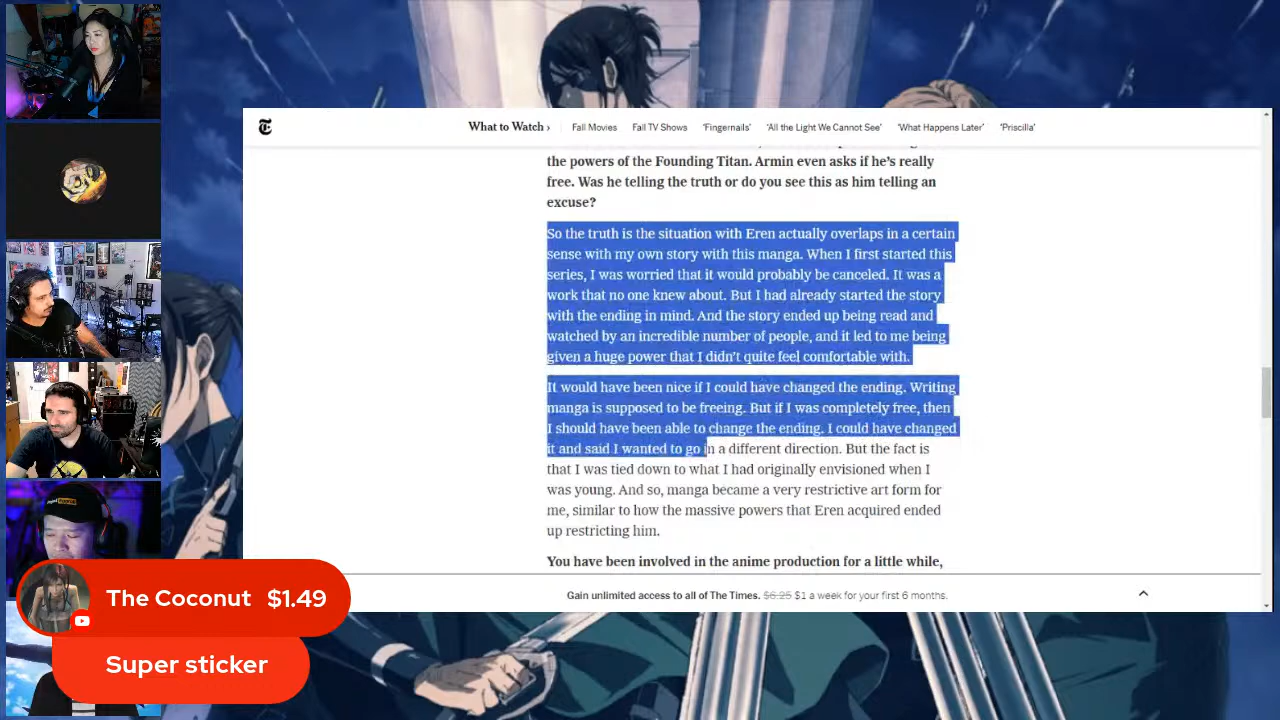 What to Watch › Fall Movies Fall TV Shows 'Fingernails' 'All the Light We Cannot See' 'What Happens Later' 'Priscilla'
the powers of the Founding Titan. Armin even asks if he's really
free. Was he telling the truth or do you see this as him telling an
excuse?
So the truth is the situation with Eren actually overlaps in a certain
sense with my own story with this manga. When I first started this
series, I was worried that it would probably be canceled. It was a
work that no one knew about. But I had already started the story
with the ending in mind. And the story ended up being read and
watched by an incredible number of people, and it led to me being
given a huge power that I didn't quite feel comfortable with.
It would have been nice if I could have changed the ending. Writing
manga is supposed to be freeing. But if I was completely free, then
I should have been able to change the ending. I could have changed
it and said I wanted to go in a different direction. But the fact is
that I was tied down to what I had originally envisioned when I
was young. And so, manga became a very restrictive art form for
me, similar to how the massive powers that Eren acquired ended
up restricting him.
You have been involved in the anime production for a little while,
Gain unlimited access to all of The Times. $6.25 $1 a week for your first 6 months.
The Coconut $1.49
Super sticker